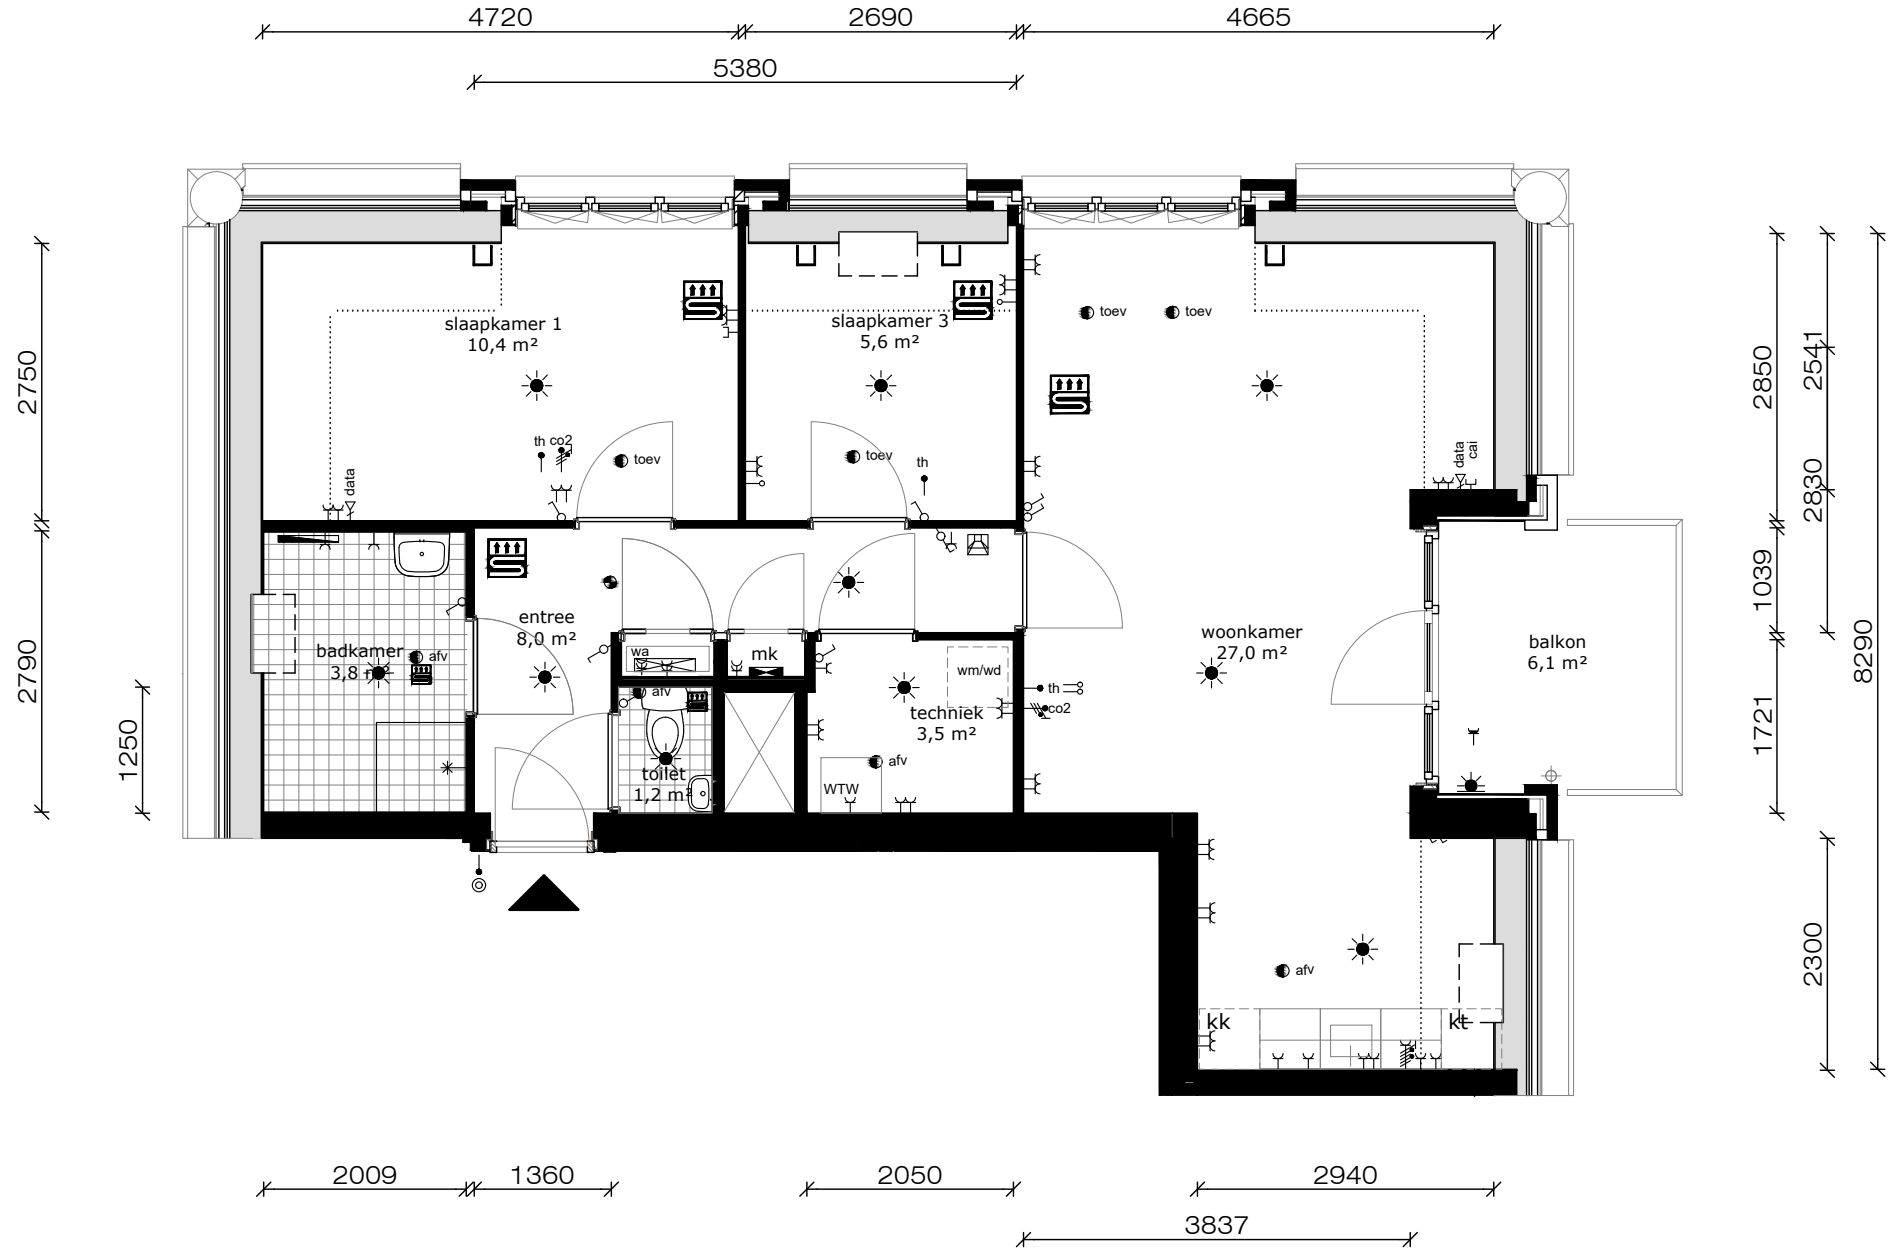 4720
2690
4665
5380
slaapkamer 1
10,4 m²
slaapkamer 3
5,6 m²
toev
toev
2750
2850
2541
th co2
toev
toev
th
data
data
cai
2830
entree
8,0 m²
badkamer
3,8 m²
afv
wa
mk
wm/wd
woonkamer
27,0 m²
balkon
6,1 m²
1039
8290
2790
afv
th
co2
techniek
3,5 m²
1721
1250
toilet
1,2 m²
afv
WTW
2300
afv
kk
kt
2009
1360
2050
2940
3837